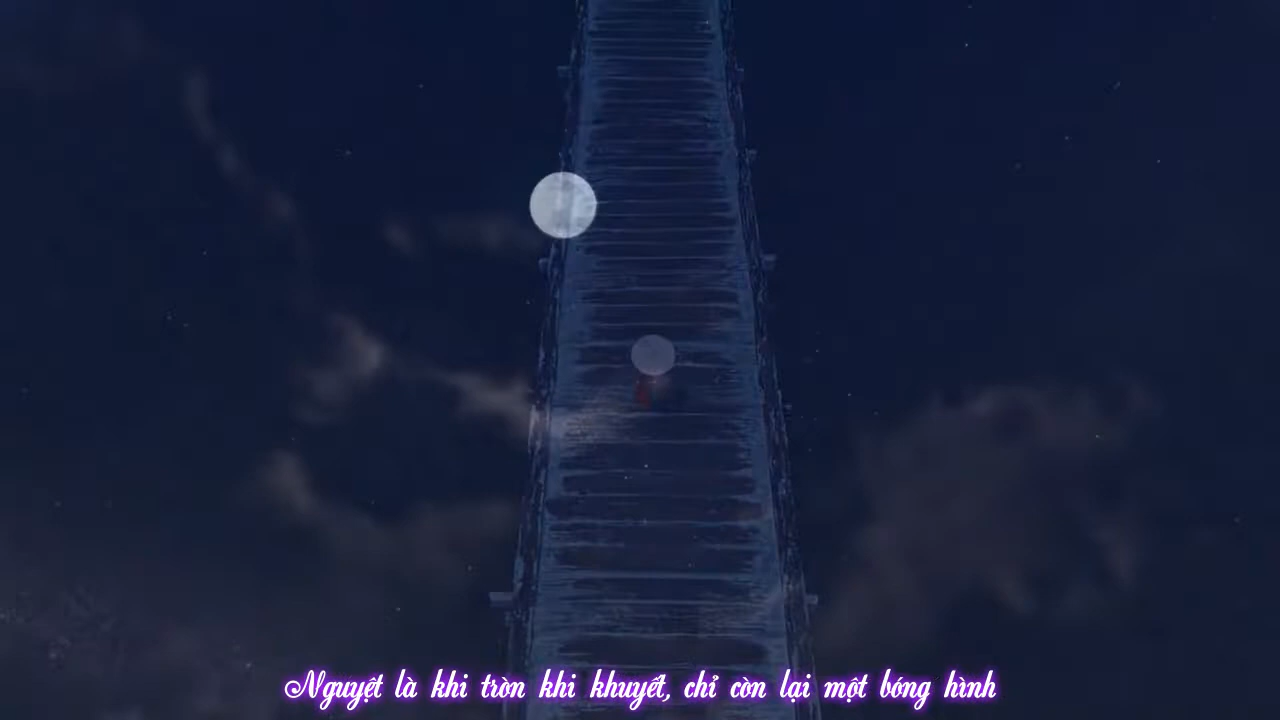 Nguyệt là khi tròn khi khuyết, chỉ còn lại một bóng hình